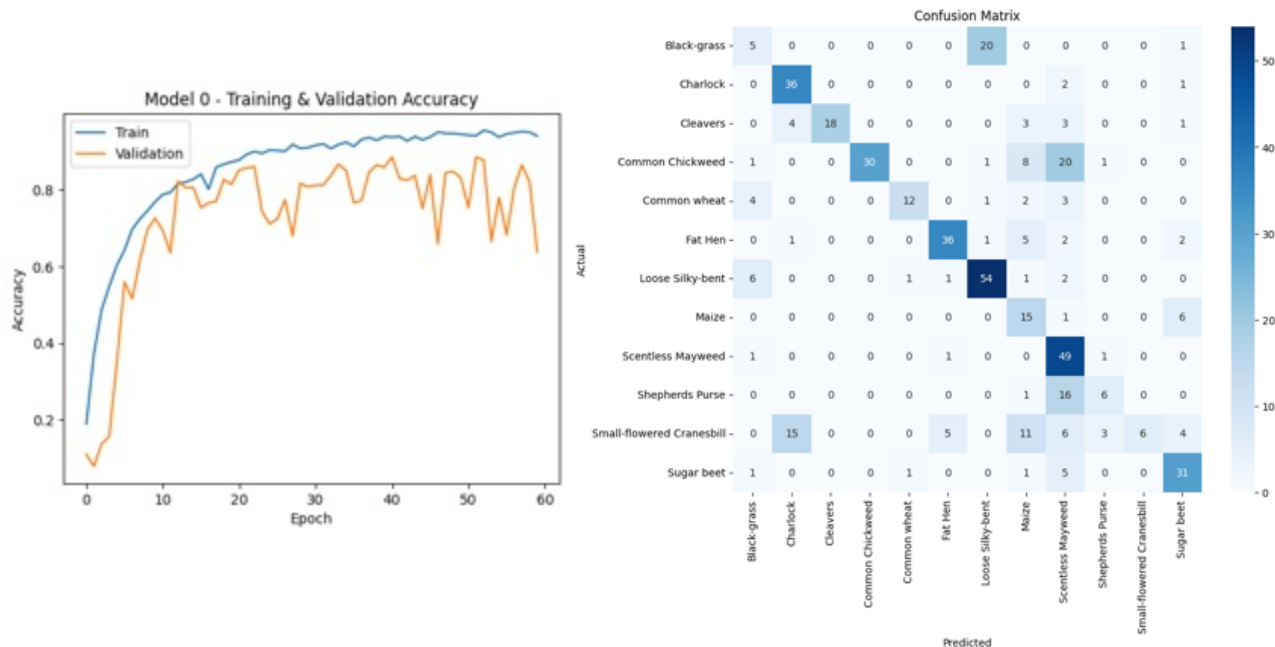 Model 0 - Training & Validation Accuracy
Train
Validation
0.8
0.6
0.4
0.2
Accuracy
0 10 20 30 40 50 60
Epoch
Confusion Matrix
Actual
Black-grass 5 0 0 0 0 0 20 0 0 0 0 1
Charlock 0 36 0 0 0 0 0 0 2 0 0 1
Cleavers 0 4 18 0 0 0 0 3 3 0 0 1
Common Chickweed 1 0 0 30 0 0 1 8 20 1 0 0
Common wheat 4 0 0 0 12 0 1 2 3 0 0 0
Fat Hen 0 1 0 0 0 36 1 5 2 0 0 2
Loose Silky-bent 6 0 0 0 1 1 54 1 2 0 0 0
Maize 0 0 0 0 0 0 0 15 1 0 0 6
Scentless Mayweed 1 0 0 0 0 1 0 0 49 1 0 0
Shepherds Purse 0 0 0 0 0 0 0 1 16 6 0 0
Small-flowered Cranesbill 0 15 0 0 0 5 0 11 6 3 6 4
Sugar beet 1 0 0 0 1 0 0 1 5 0 0 31
Black-grass
Charlock
Cleavers
Common Chickweed
Common wheat
Fat Hen
Loose Silky-bent
Maize
Scentless Mayweed
Shepherds Purse
Small-flowered Cranesbill
Sugar beet
Predicted
50
40
30
20
10
0